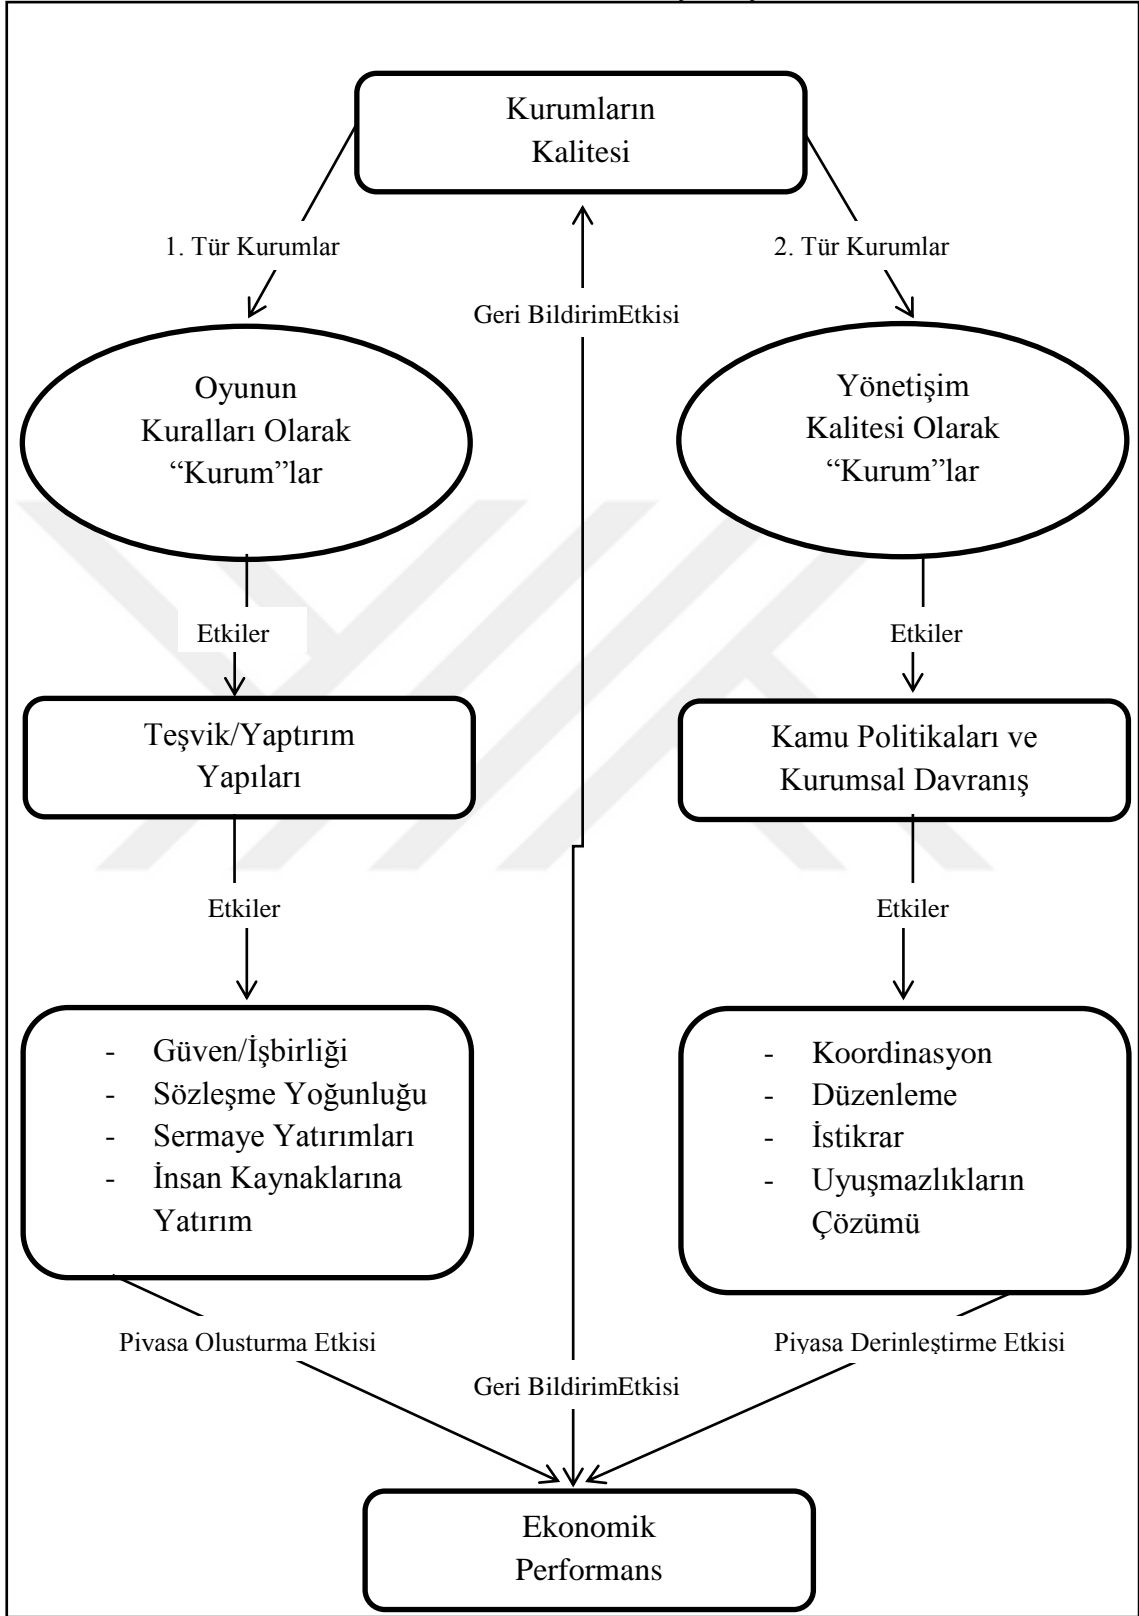 Kurumların
Kalitesi
1. Tür Kurumlar
2. Tür Kurumlar
Geri BildirimEtkisi
Oyunun
Kuralları Olarak
“Kurum”lar
Yönetişim
Kalitesi Olarak
“Kurum”lar
Etkiler
Etkiler
Teşvik/Yaptırım
Yapıları
Kamu Politikaları ve
Kurumsal Davranış
Etkiler
Etkiler
- Güven/İşbirliği
- Sözleşme Yoğunluğu
- Sermaye Yatırımları
- İnsan Kaynaklarına
Yatırım
- Koordinasyon
- Düzenleme
- İstikrar
- Uyuşmazlıkların
Çözümü
Piyasa Oluşturma Etkisi
Piyasa Derinleştirme Etkisi
Geri BildirimEtkisi
Ekonomik
Performans